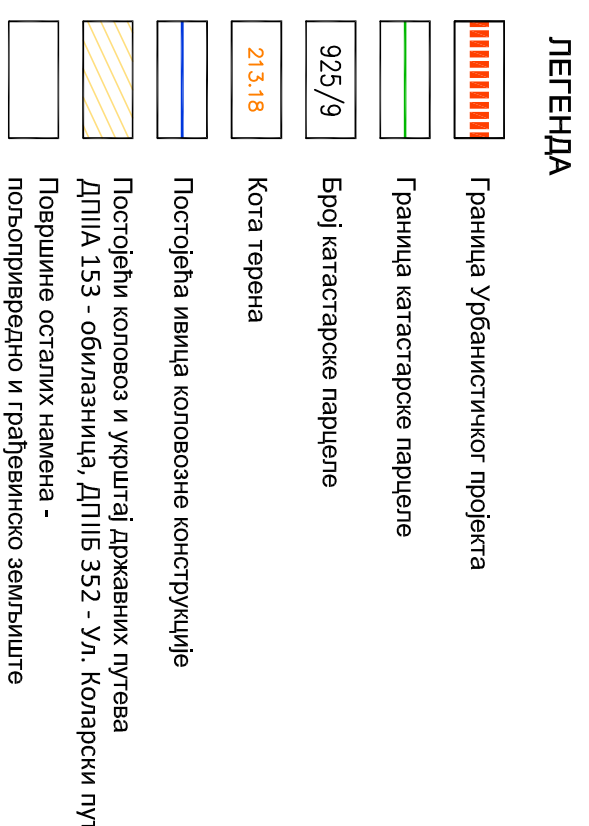 ЛЕГЕНДА
Граница Урбанистичког пројекта
Граница катастарске парцеле
925/9
Број катастарске парцеле
213.18
Кота терена
Постојећа ивица коловозне конструкције
Постојећи коловоз и укрштај државних путева
ДПIIА 153 - обилазница, ДПIIБ 352 - Ул. Коларски
Површине осталих намена -
пољопривредно и грађевинско земљиште